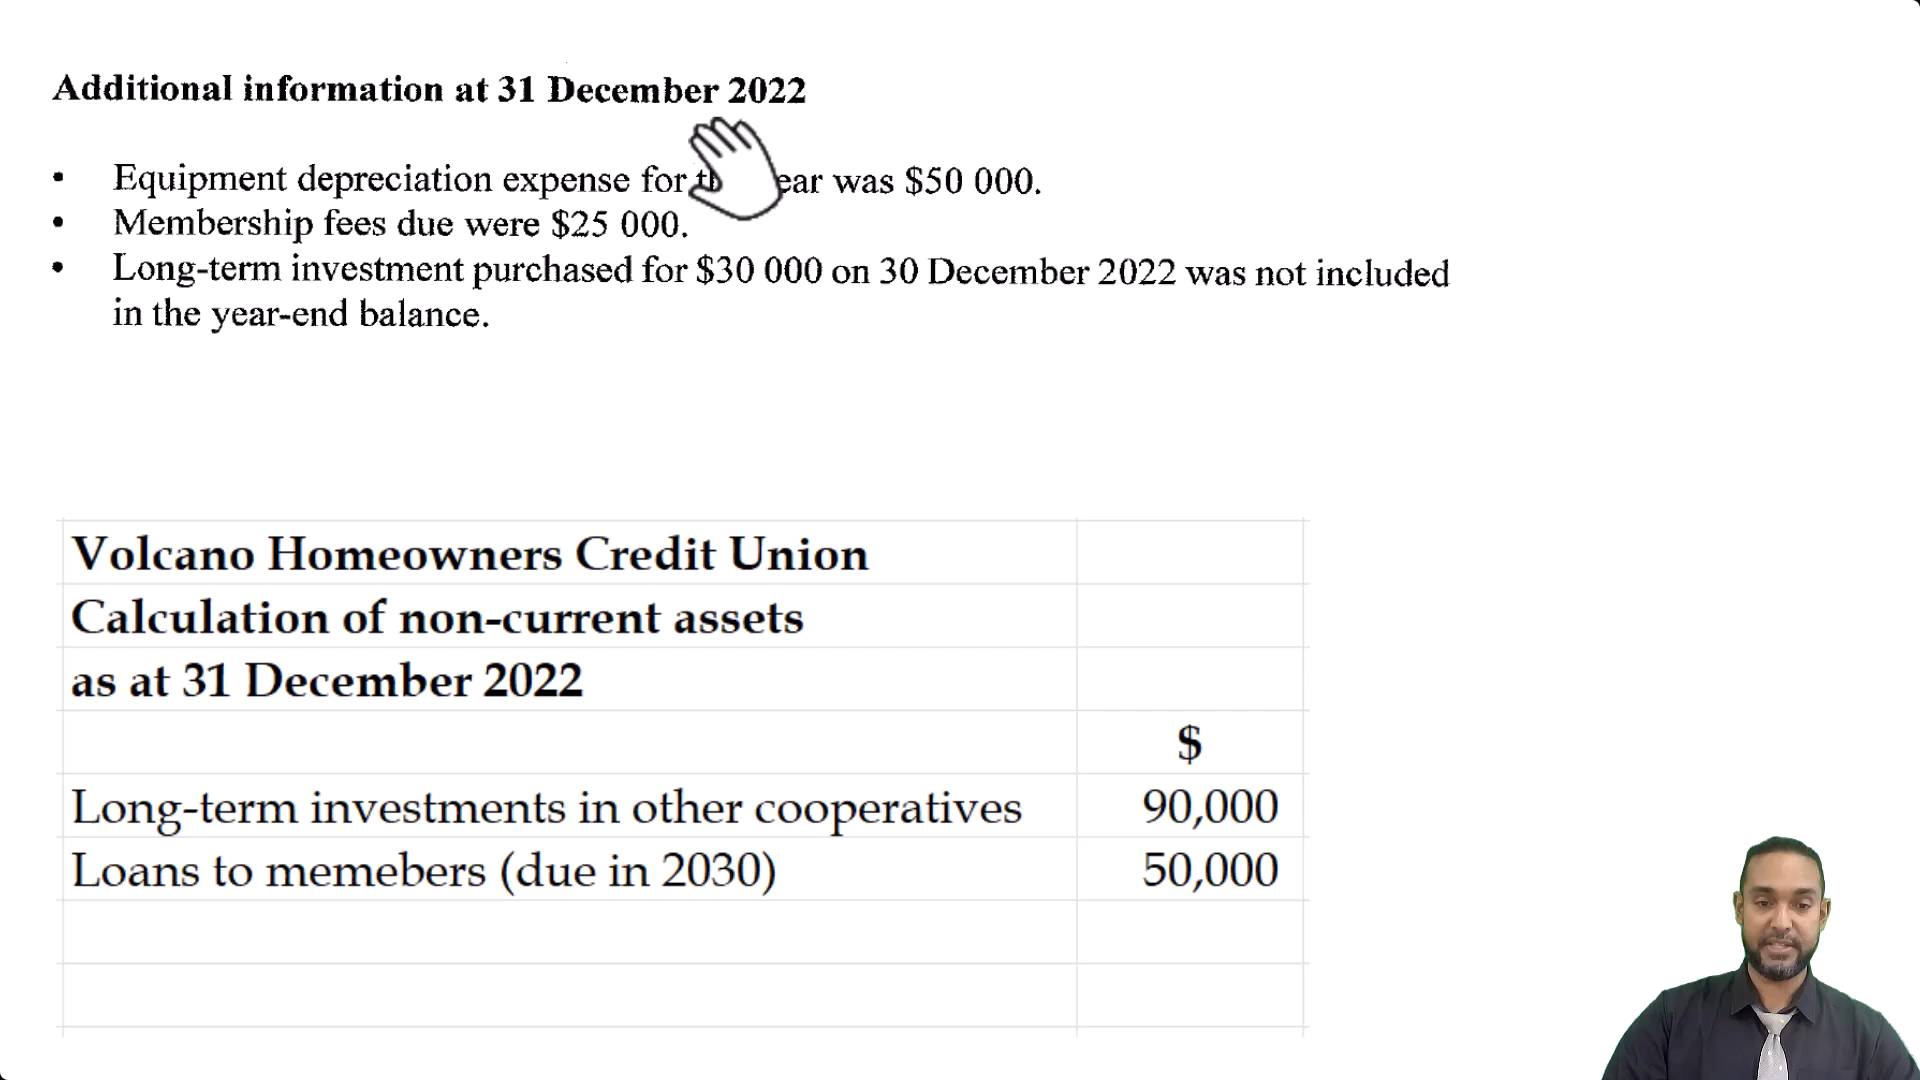 Additional information at 31 December 2022
• Equipment depreciation expense for ear was $50 000.
• Membership fees due were $25 000.
• Long-term investment purchased for $30 000 on 30 December 2022 was not included
in the year-end balance.
Volcano Homeowners Credit Union
Calculation of non-current assets
as at 31 December 2022
$
Long-term investments in other cooperatives 90,000
Loans to memebers (due in 2030) 50,000